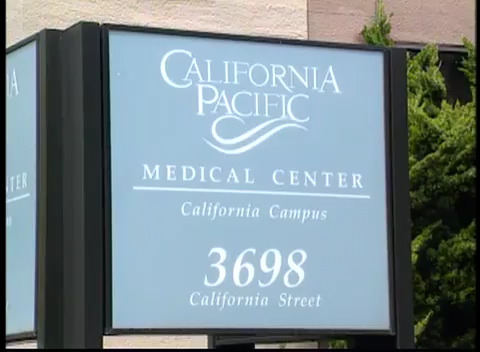 CALIFORNIA
PACIFIC
MEDICAL CENTER
California Campus
3698
California Street